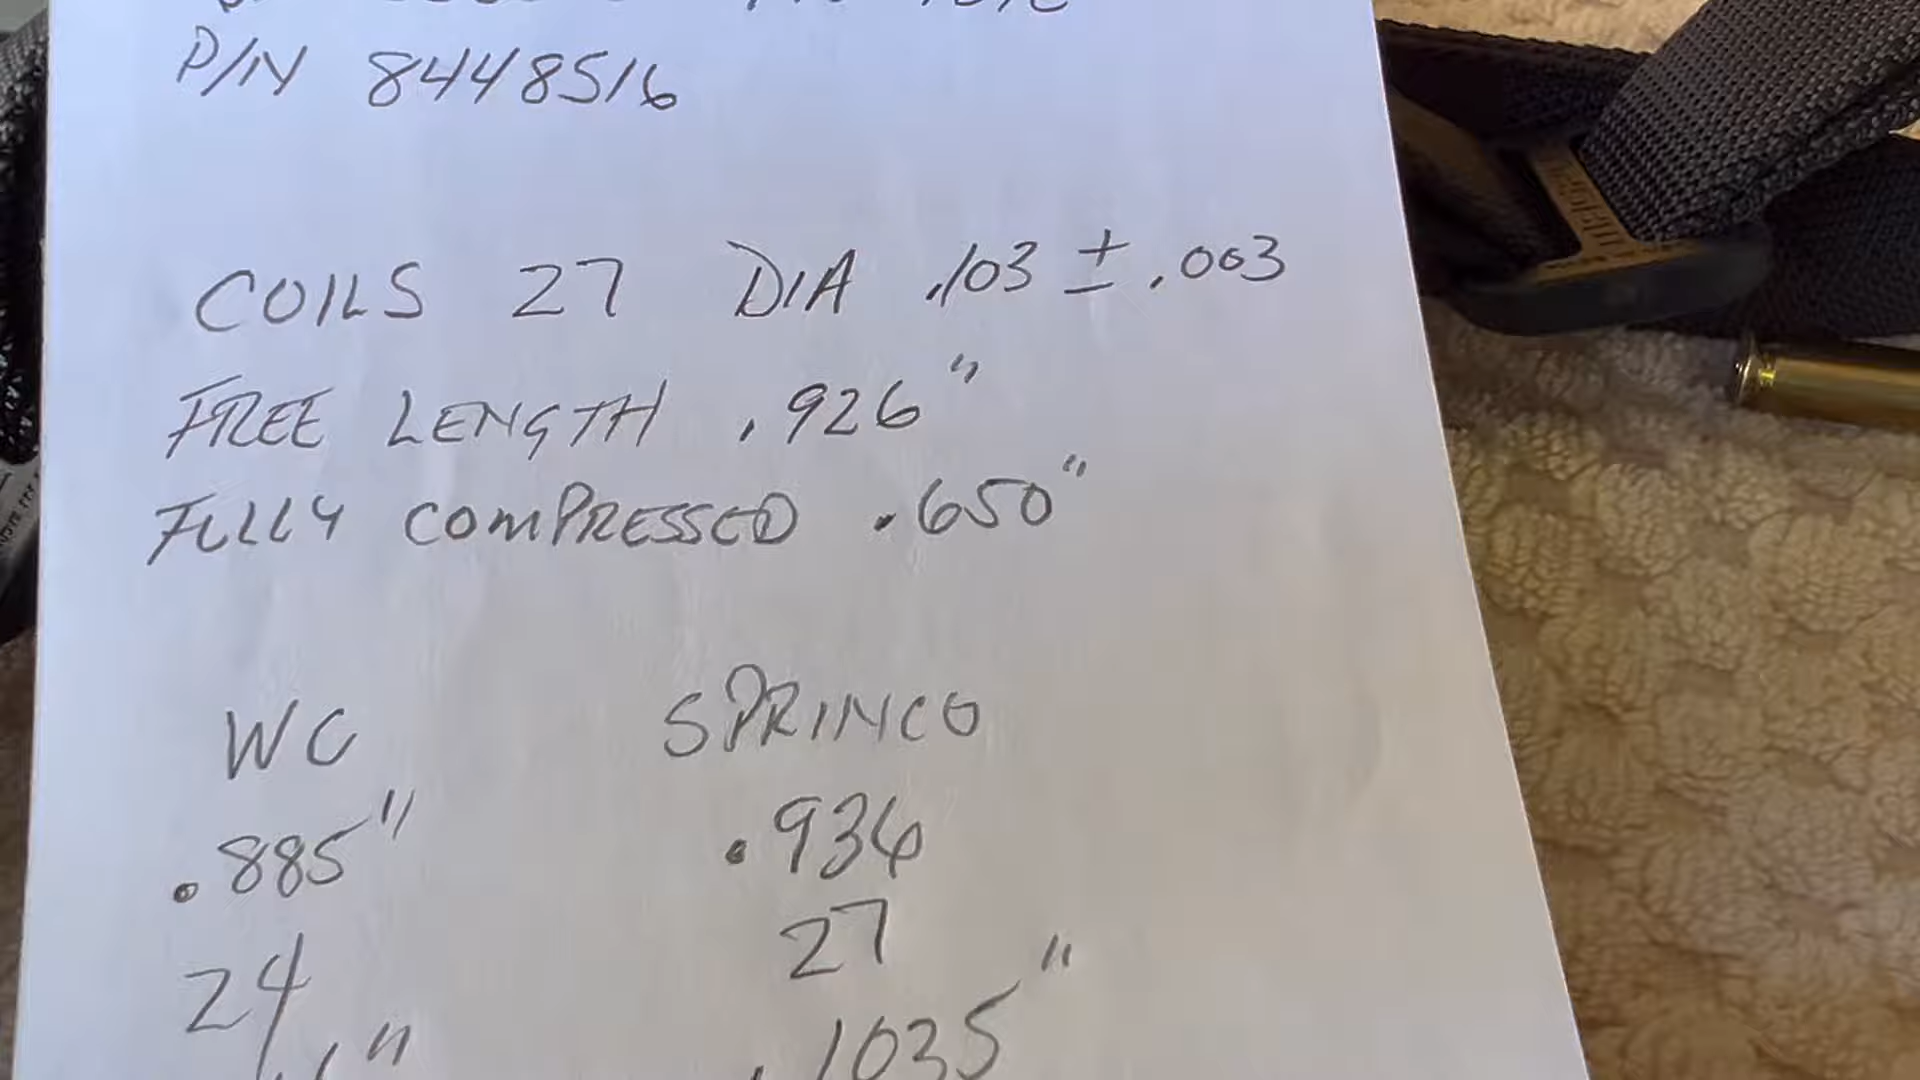 P/N 8448516
COILS 27 DIA .103 ± .003
FREE LENGTH .926"
FULLY COMPRESSED .650"
WC SPRINCO
.885" .936
24 27
.1035"